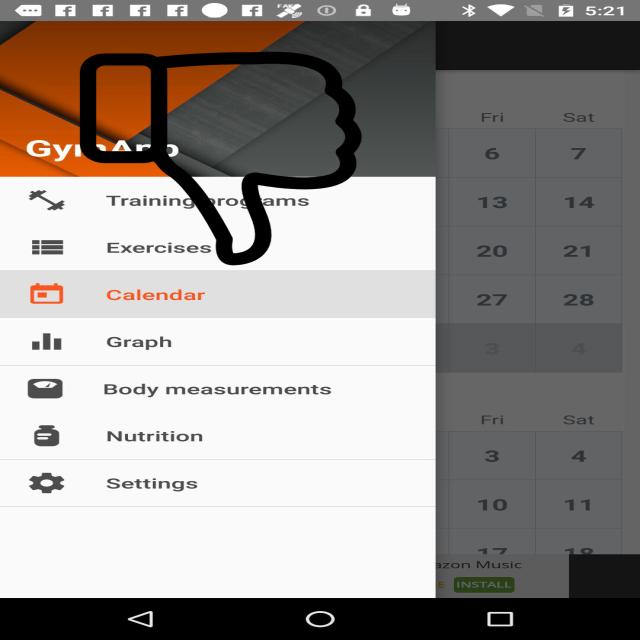 5:21
GymApp
Fri Sat
6 7
Training programs
13 14
Exercises
20 21
Calendar
27 28
Graph
3 4
Body measurements
Fri Sat
Nutrition
3 4
Settings
10 11
17 18
Music
INSTALL